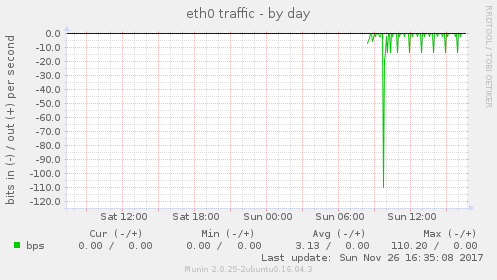 eth0 traffic - by day
RRDTOOL / TOBI OETIKER
bits in (-) / out (+) per second
0.0
-10.0
-20.0
-30.0
-40.0
-50.0
-60.0
-70.0
-80.0
-90.0
-100.0
-110.0
-120.0
Sat 12:00 Sat 18:00 Sun 00:00 Sun 06:00 Sun 12:00
Cur (-/+) Min (-/+) Avg (-/+) Max (-/+)
bps 0.00 / 0.00 0.00 / 0.00 3.13 / 0.00 110.20 / 0.00
Last update: Sun Nov 26 16:35:08 2017
Munin 2.0.25-2ubuntu0.16.04.3